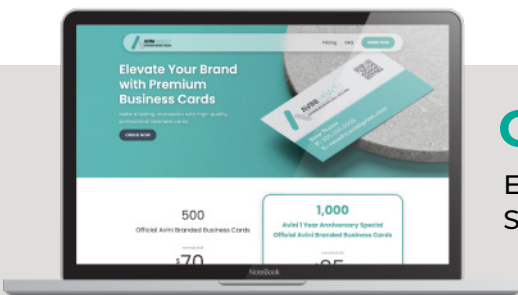 Pricing FAQ ORDER NOW
Elevate Your Brand
with Premium
Business Cards
Make a lasting impression with high-quality
professional business cards
ORDER NOW
AVINI
Your Name
500
Official Avini Branded Business Cards
$70
1,000
Avini 1 Year Anniversary Special
Official Avini Branded Business Cards
NoteBook
E
S